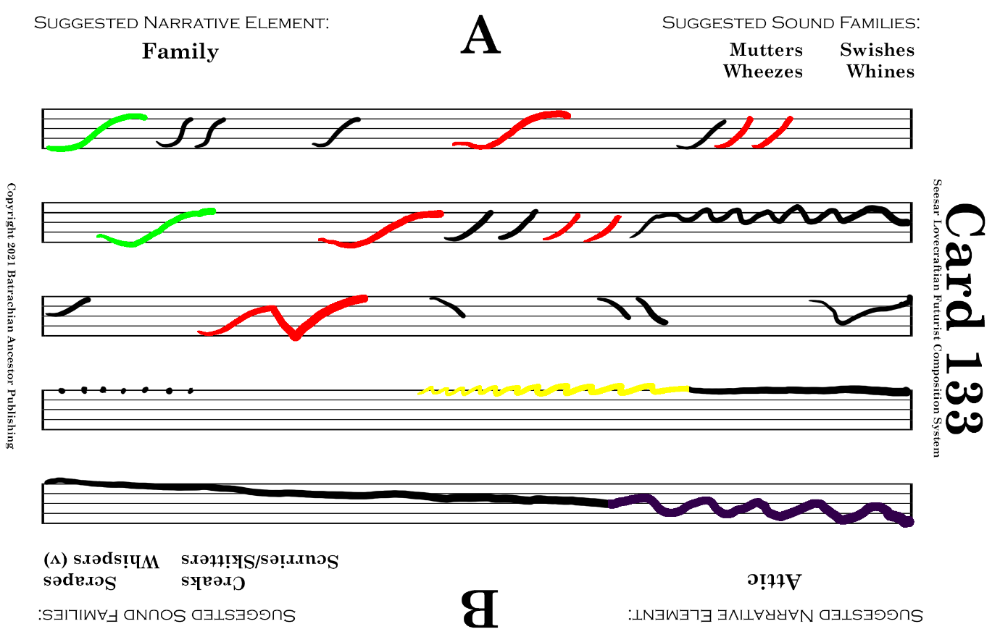 Suggested Narrative Element:
Family
A
Suggested Sound Families:
Mutters Swishes
Wheezes Whines
Copyright 2021 Batrachian Ancestor Publishing
Card 133
Seesar Lovecraftian Futurist Composition System
B
Suggested Narrative Element:
Attic
Suggested Sound Families:
Creaks Scrapes
Scurries/Skitters Whispers (v)